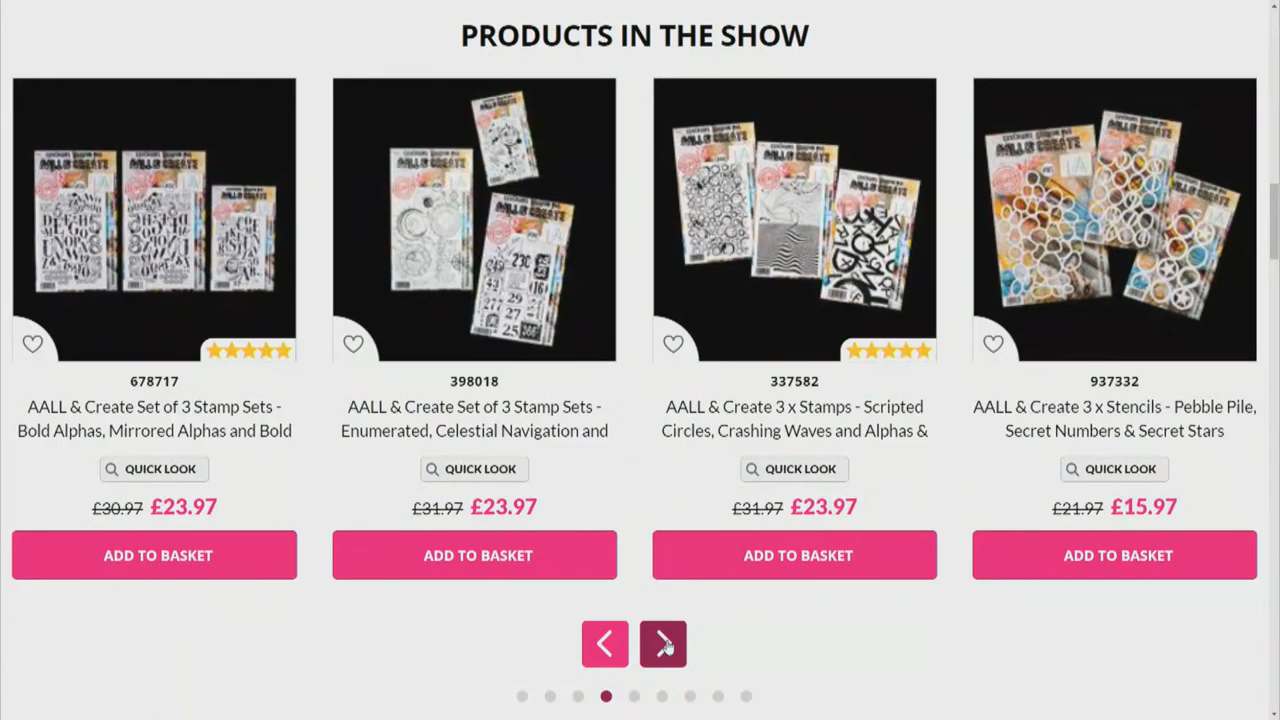 PRODUCTS IN THE SHOW
678717
AALL & Create Set of 3 Stamp Sets -
Bold Alphas, Mirrored Alphas and Bold
QUICK LOOK
£30.97 £23.97
ADD TO BASKET
398018
AALL & Create Set of 3 Stamp Sets -
Enumerated, Celestial Navigation and
QUICK LOOK
£31.97 £23.97
ADD TO BASKET
337582
AALL & Create 3 x Stamps - Scripted
Circles, Crashing Waves and Alphas &
QUICK LOOK
£31.97 £23.97
ADD TO BASKET
937332
AALL & Create 3 x Stencils - Pebble Pile,
Secret Numbers & Secret Stars
QUICK LOOK
£21.97 £15.97
ADD TO BASKET